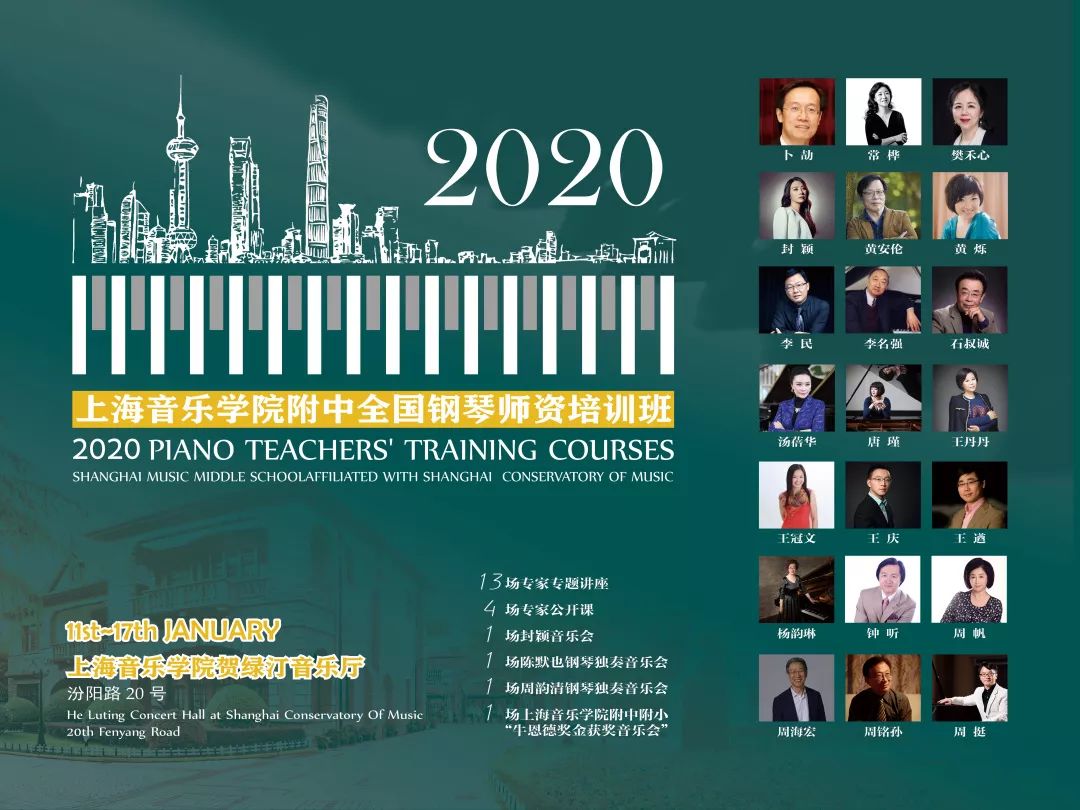 2020
上海音乐学院附中全国钢琴师资培训班
2020 PIANO TEACHERS' TRAINING COURSES
SHANGHAI MUSIC MIDDLE SCHOOLAFFILIATED WITH SHANGHAI CONSERVATORY OF MUSIC
11st~17th JANUARY
上海音乐学院贺绿汀音乐厅
汾阳路 20 号
He Luting Concert Hall at Shanghai Conservatory Of Music
20th Fenyang Road
13 场专家专题讲座
4 场专家公开课
1 场封颖音乐会
1 场陈默也钢琴独奏音乐会
1 场周韵清钢琴独奏音乐会
1 场上海音乐学院附中附小
“牛恩德奖金获奖音乐会”
卜 劼 常 桦 樊禾心
封 颖 黄安伦 黄 烁
李 民 李名强 石叔诚
汤蓓华 唐 瑾 王丹丹
王冠文 王 庆 王 遒
杨韵琳 钟 听 周 帆
周海宏 周铭孙 周 挺